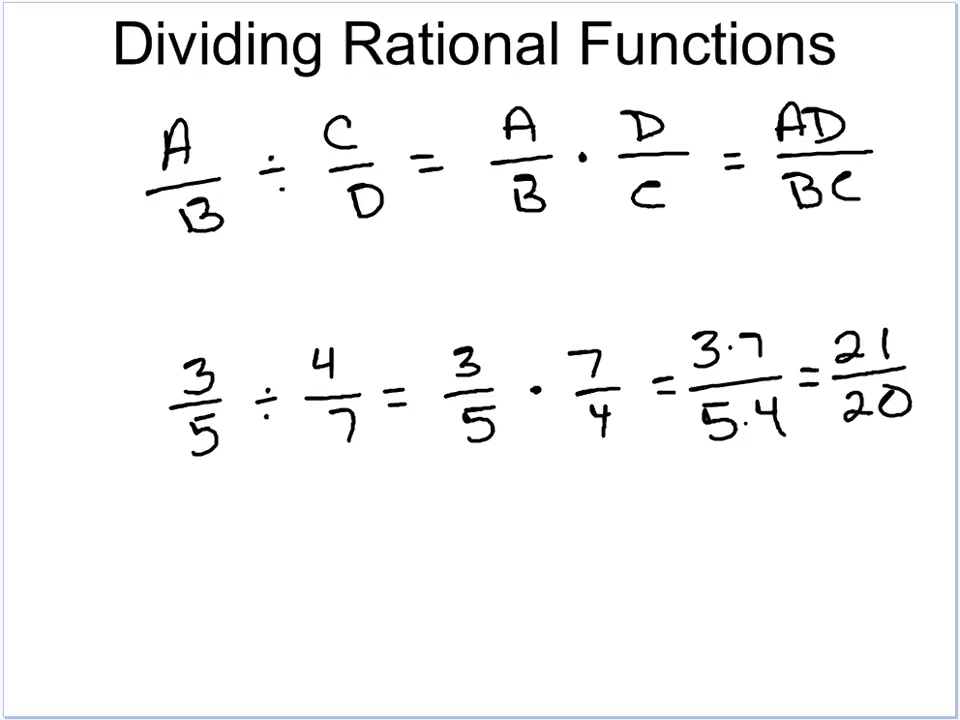 Dividing Rational Functions
A/B ÷ C/D = A/B · D/C = AD/BC
3/5 ÷ 4/7 = 3/5 · 7/4 = 3·7/5·4 = 21/20